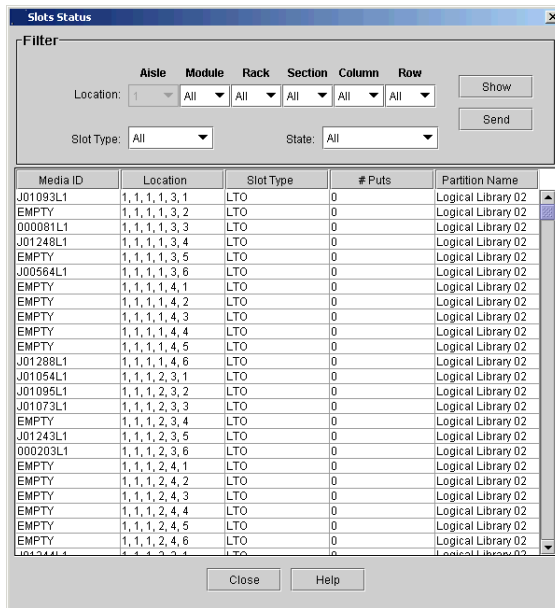 Slots Status
Filter
Aisle Module Rack Section Column Row
Location: 1 All All All All All
Show
Send
Slot Type: All State: All
Media ID Location Slot Type # Puts Partition Name
J01093L1 1, 1, 1, 1, 3, 1 LTO 0 Logical Library 02
EMPTY 1, 1, 1, 1, 3, 2 LTO 0 Logical Library 02
000081L1 1, 1, 1, 1, 3, 3 LTO 0 Logical Library 02
J01248L1 1, 1, 1, 1, 3, 4 LTO 0 Logical Library 02
EMPTY 1, 1, 1, 1, 3, 5 LTO 0 Logical Library 02
J00564L1 1, 1, 1, 1, 3, 6 LTO 0 Logical Library 02
EMPTY 1, 1, 1, 1, 4, 1 LTO 0 Logical Library 02
EMPTY 1, 1, 1, 1, 4, 2 LTO 0 Logical Library 02
EMPTY 1, 1, 1, 1, 4, 3 LTO 0 Logical Library 02
EMPTY 1, 1, 1, 1, 4, 4 LTO 0 Logical Library 02
EMPTY 1, 1, 1, 1, 4, 5 LTO 0 Logical Library 02
J01288L1 1, 1, 1, 1, 4, 6 LTO 0 Logical Library 02
J01054L1 1, 1, 1, 2, 3, 1 LTO 0 Logical Library 02
J01095L1 1, 1, 1, 2, 3, 2 LTO 0 Logical Library 02
J01073L1 1, 1, 1, 2, 3, 3 LTO 0 Logical Library 02
EMPTY 1, 1, 1, 2, 3, 4 LTO 0 Logical Library 02
J01243L1 1, 1, 1, 2, 3, 5 LTO 0 Logical Library 02
000203L1 1, 1, 1, 2, 3, 6 LTO 0 Logical Library 02
EMPTY 1, 1, 1, 2, 4, 1 LTO 0 Logical Library 02
EMPTY 1, 1, 1, 2, 4, 2 LTO 0 Logical Library 02
EMPTY 1, 1, 1, 2, 4, 3 LTO 0 Logical Library 02
EMPTY 1, 1, 1, 2, 4, 4 LTO 0 Logical Library 02
EMPTY 1, 1, 1, 2, 4, 5 LTO 0 Logical Library 02
EMPTY 1, 1, 1, 2, 4, 6 LTO 0 Logical Library 02
LTO 0 Logical Library 02
Close Help